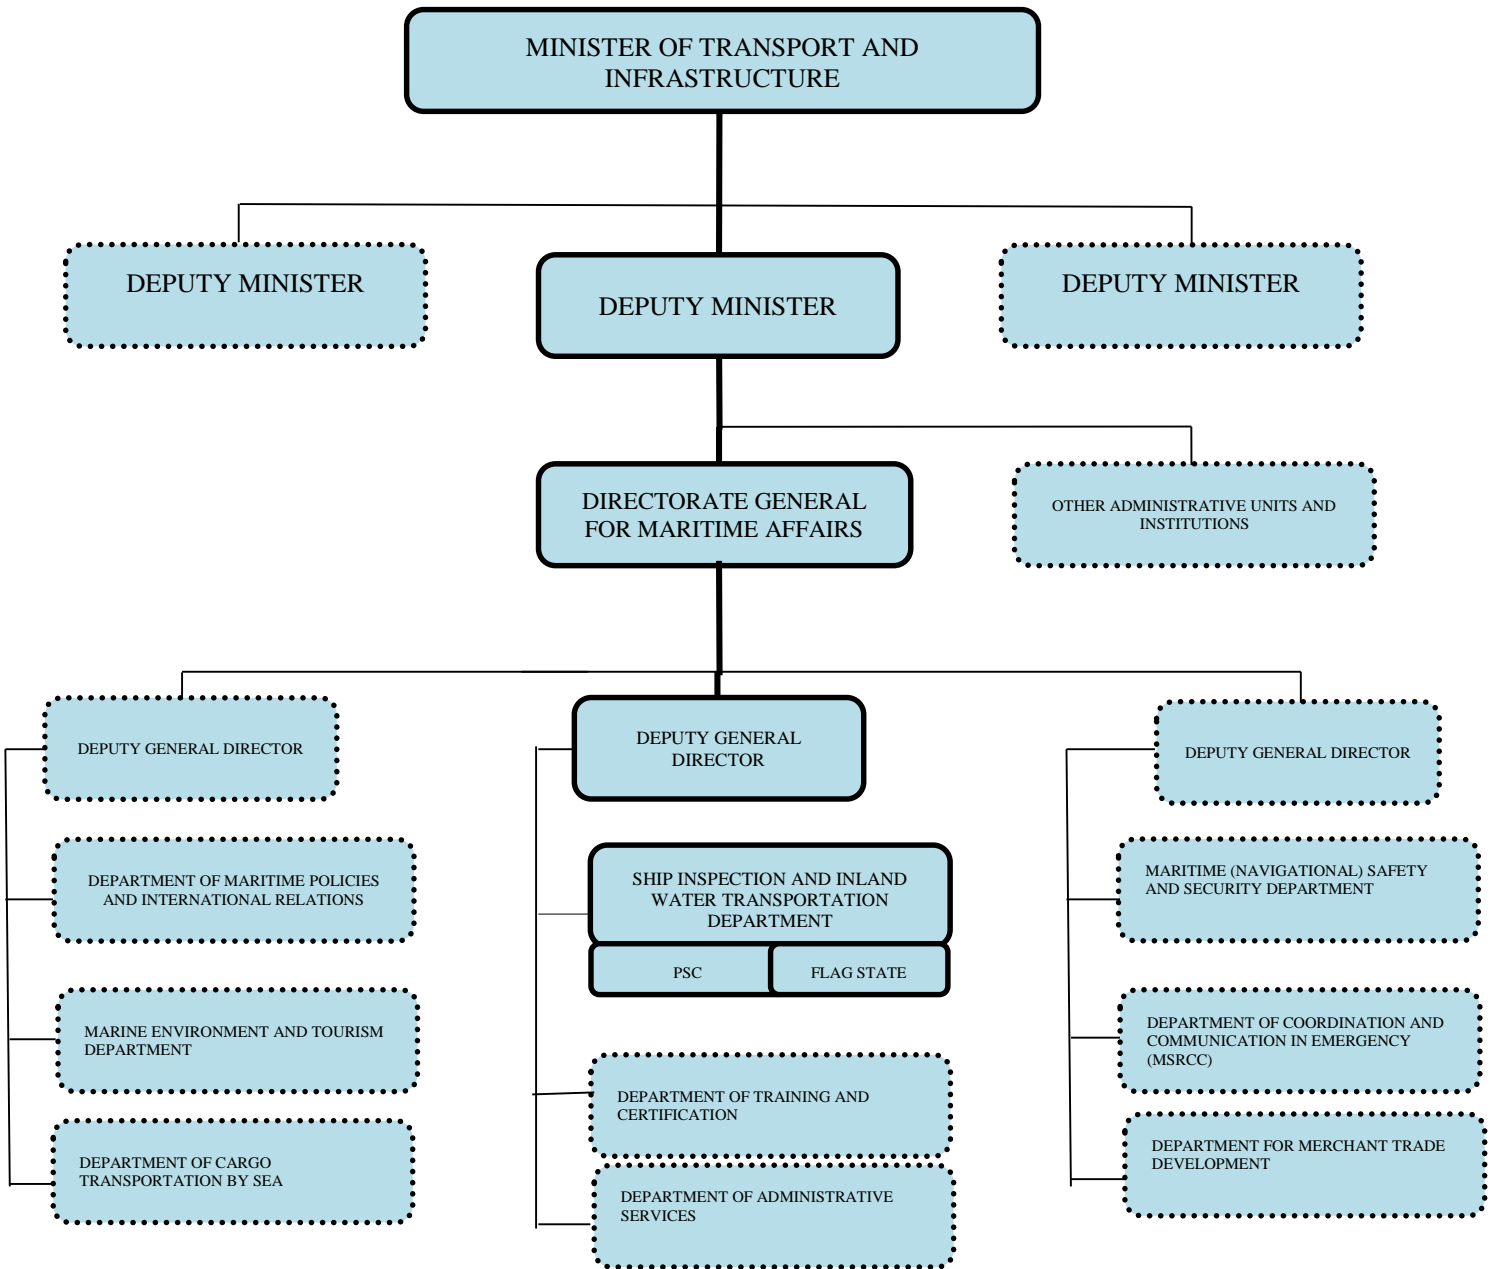 MINISTER OF TRANSPORT AND
INFRASTRUCTURE
DEPUTY MINISTER
DEPUTY MINISTER
DEPUTY MINISTER
DIRECTORATE GENERAL
FOR MARITIME AFFAIRS
OTHER ADMINISTRATIVE UNITS AND
INSTITUTIONS
DEPUTY GENERAL DIRECTOR
DEPUTY GENERAL
DIRECTOR
DEPUTY GENERAL DIRECTOR
DEPARTMENT OF MARITIME POLICIES
AND INTERNATIONAL RELATIONS
SHIP INSPECTION AND INLAND
WATER TRANSPORTATION
DEPARTMENT
PSC
FLAG STATE
MARITIME (NAVIGATIONAL) SAFETY
AND SECURITY DEPARTMENT
MARINE ENVIRONMENT AND TOURISM
DEPARTMENT
DEPARTMENT OF TRAINING AND
CERTIFICATION
DEPARTMENT OF COORDINATION AND
COMMUNICATION IN EMERGENCY
(MSRCC)
DEPARTMENT OF CARGO
TRANSPORTATION BY SEA
DEPARTMENT OF ADMINISTRATIVE
SERVICES
DEPARTMENT FOR MERCHANT TRADE
DEVELOPMENT